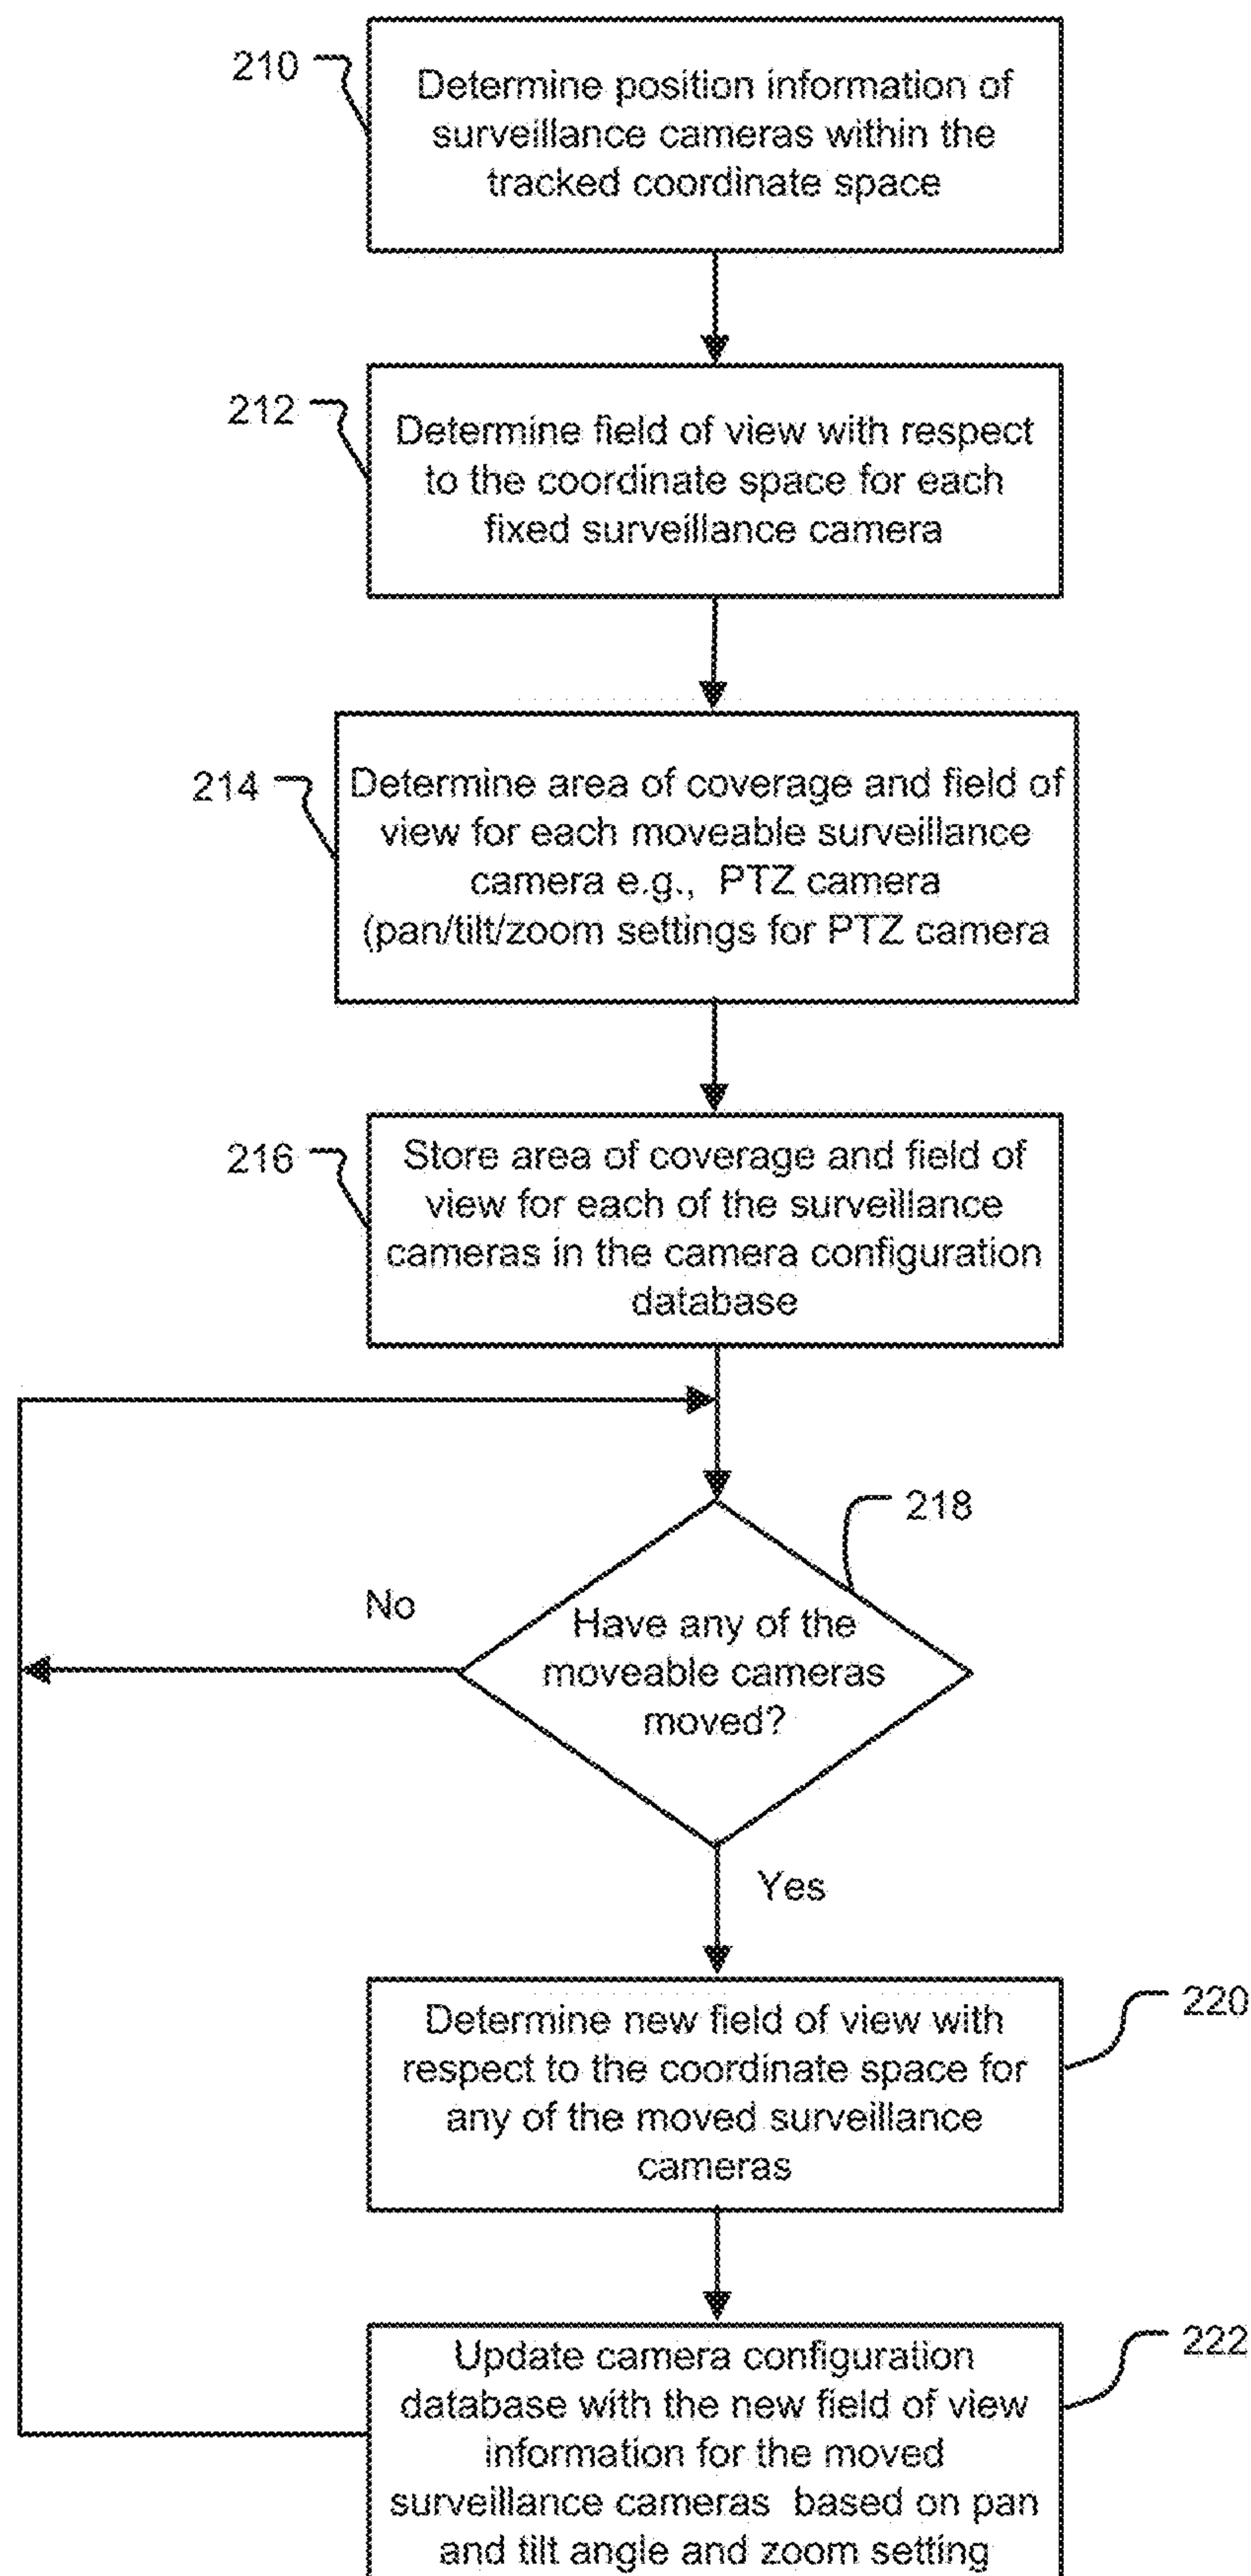 210
Determine position information of
surveillance cameras within the
tracked coordinate space
212
Determine field of view with respect
to the coordinate space for each
fixed surveillance camera
214
Determine area of coverage and field of
view for each moveable surveillance
camera e.g., PTZ camera
(pan/tilt/zoom settings for PTZ camera
216
Store area of coverage and field of
view for each of the surveillance
cameras in the camera configuration
database
218
No
Have any of the
moveable cameras
moved?
Yes
220
Determine new field of view with
respect to the coordinate space for
any of the moved surveillance
cameras
222
Update camera configuration
database with the new field of view
information for the moved
surveillance cameras based on pan
and tilt angle and zoom setting